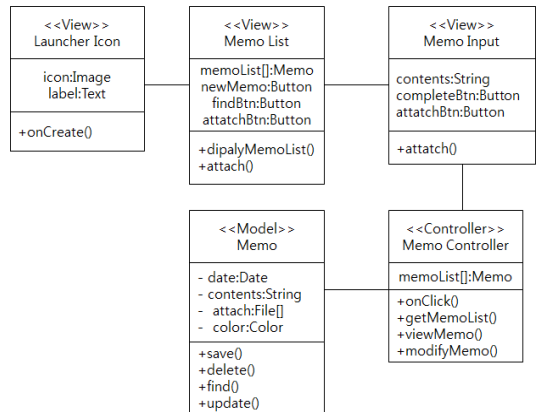 <<View>>
Launcher Icon
icon:Image
label:Text
+onCreate()
<<View>>
Memo List
memoList[]:Memo
newMemo:Button
findBtn:Button
attatchBtn:Button
+dipalyMemoList()
+attach()
<<View>>
Memo Input
contents:String
completeBtn:Button
attatchBtn:Button
+attatch()
<<Model>>
Memo
- date:Date
- contents:String
- attach:File[]
- color:Color
+save()
+delete()
+find()
+update()
<<Controller>>
Memo Controller
memoList[]:Memo
+onClick()
+getMemoList()
+viewMemo()
+modifyMemo()